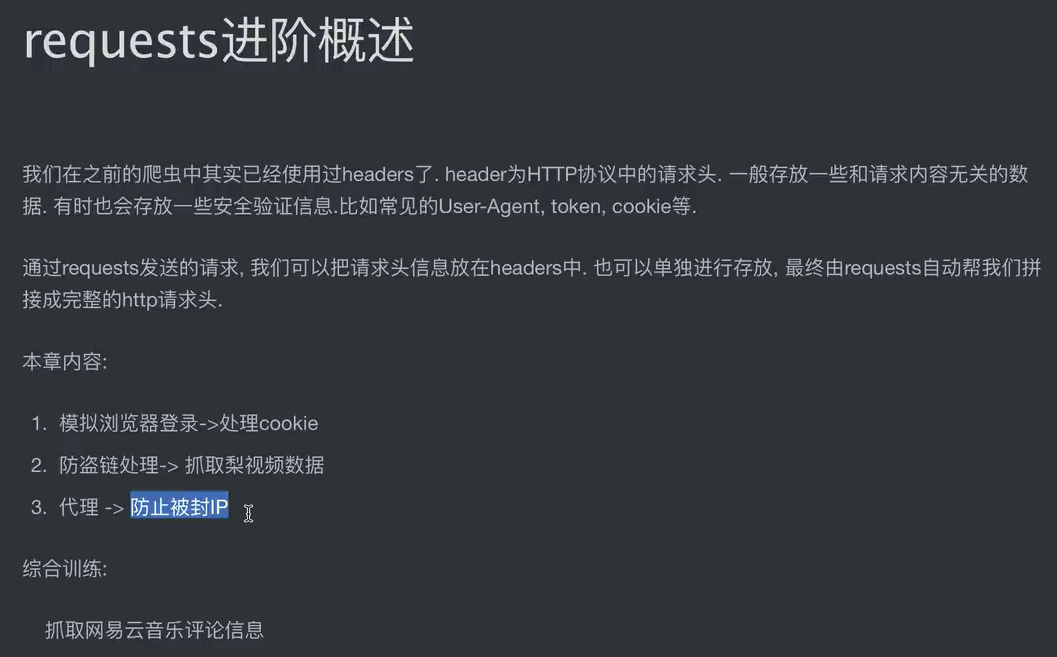 requests进阶概述
我们在之前的爬虫中其实已经使用过headers了. header为HTTP协议中的请求头. 一般存放一些和请求内容无关的数
据. 有时也会存放一些安全验证信息.比如常见的User-Agent, token, cookie等.
通过requests发送的请求, 我们可以把请求头信息放在headers中. 也可以单独进行存放, 最终由requests自动帮我们拼
接成完整的http请求头.
本章内容:
1. 模拟浏览器登录->处理cookie
2. 防盗链处理-> 抓取梨视频数据
3. 代理 -> 防止被封IP
综合训练:
抓取网易云音乐评论信息